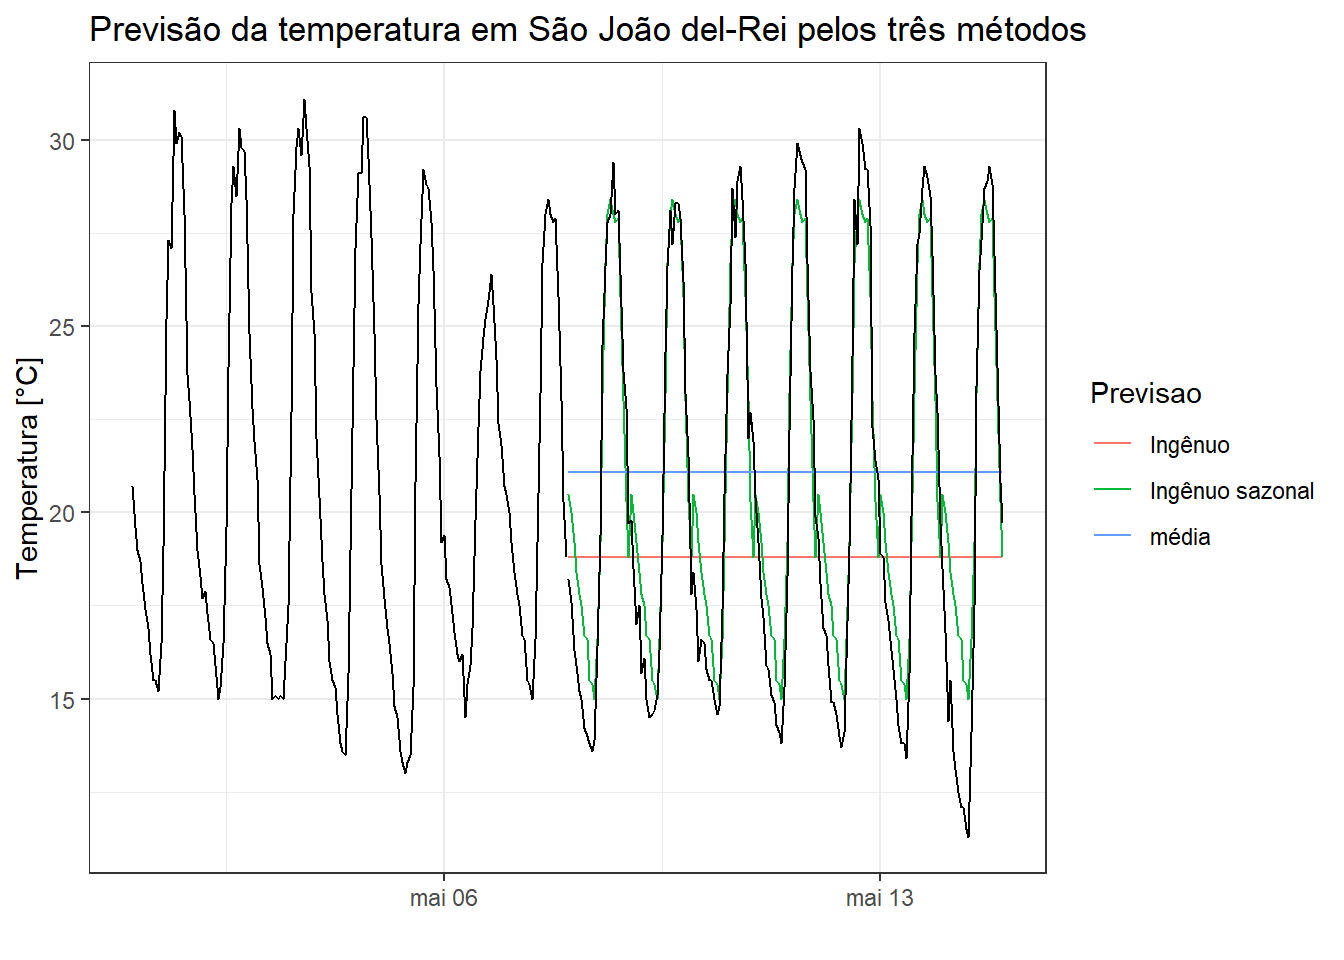 Previsão da temperatura em São João del-Rei pelos três métodos
Temperatura [°C]
30
25
20
15
mai 06
mai 13
Previsao
Ingênuo
Ingênuo sazonal
média